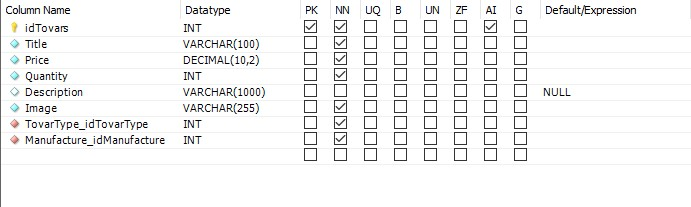 Column Name Datatype PK NN UQ B UN ZF AI G Default/Expression
idTovars INT
Title VARCHAR(100)
Price DECIMAL(10,2)
Quantity INT
Description VARCHAR(1000) NULL
Image VARCHAR(255)
TovarType_idTovarType INT
Manufacture_idManufacture INT